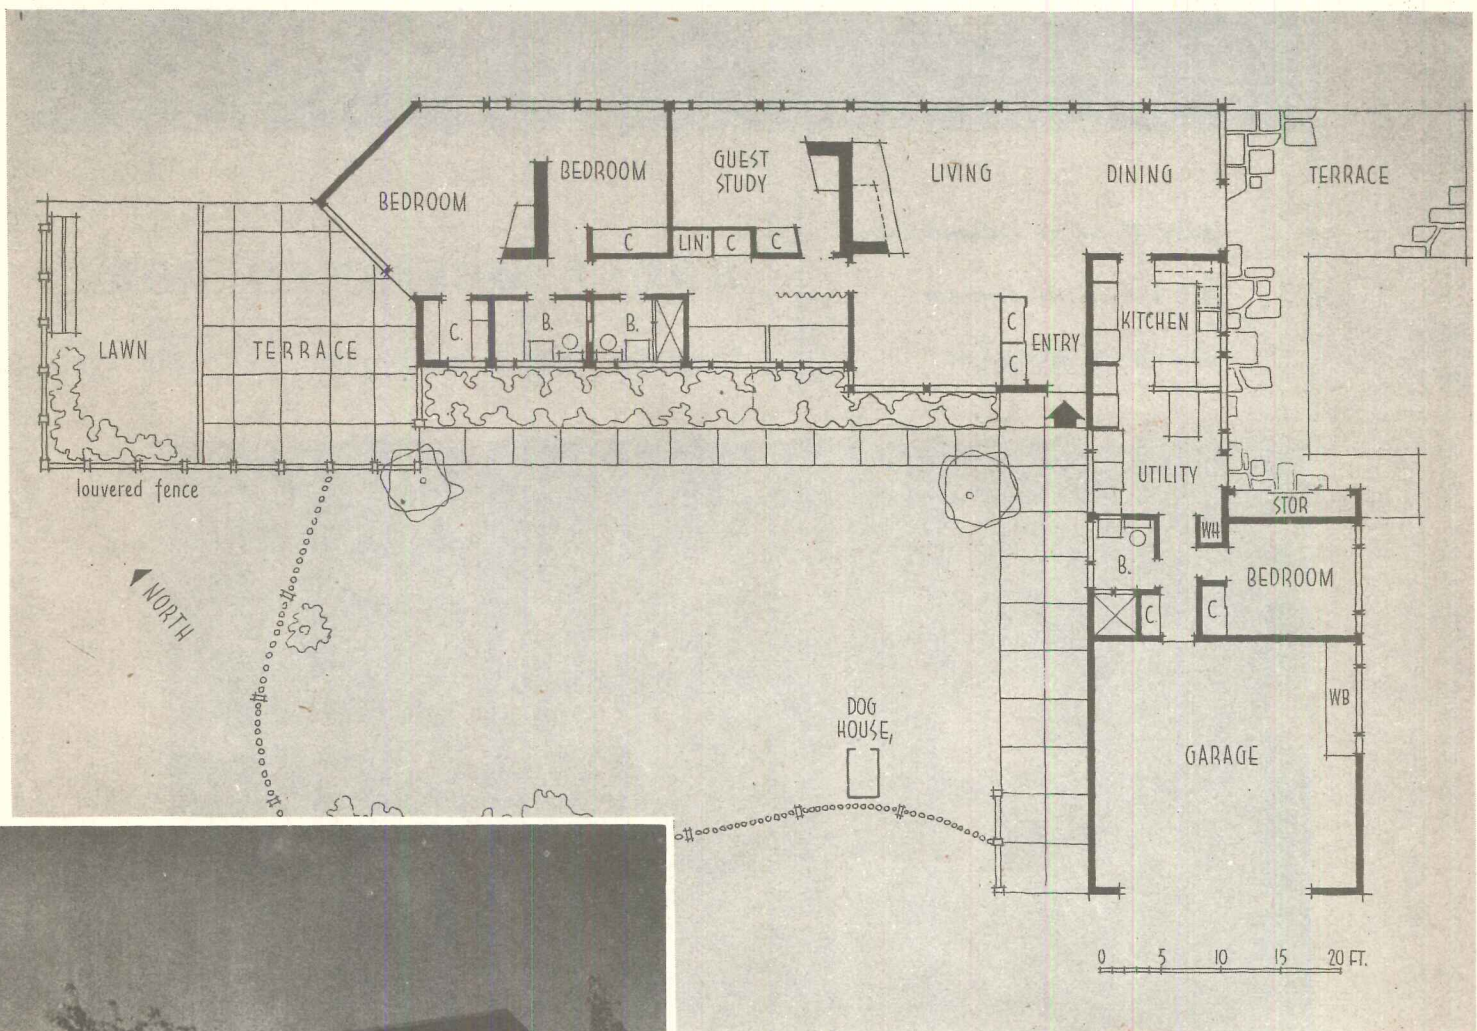 GUEST
STUDY
BEDROOM
BEDROOM
LIVING
DINING
TERRACE
C
LIN'
C
C
LAWN
TERRACE
C.
B.
B.
C
C
ENTRY
KITCHEN
louvered fence
UTILITY
STOR
WH
B.
BEDROOM
C
C
NORTH
DOG
HOUSE,
WB
GARAGE
0 5 10 15 20 FT.